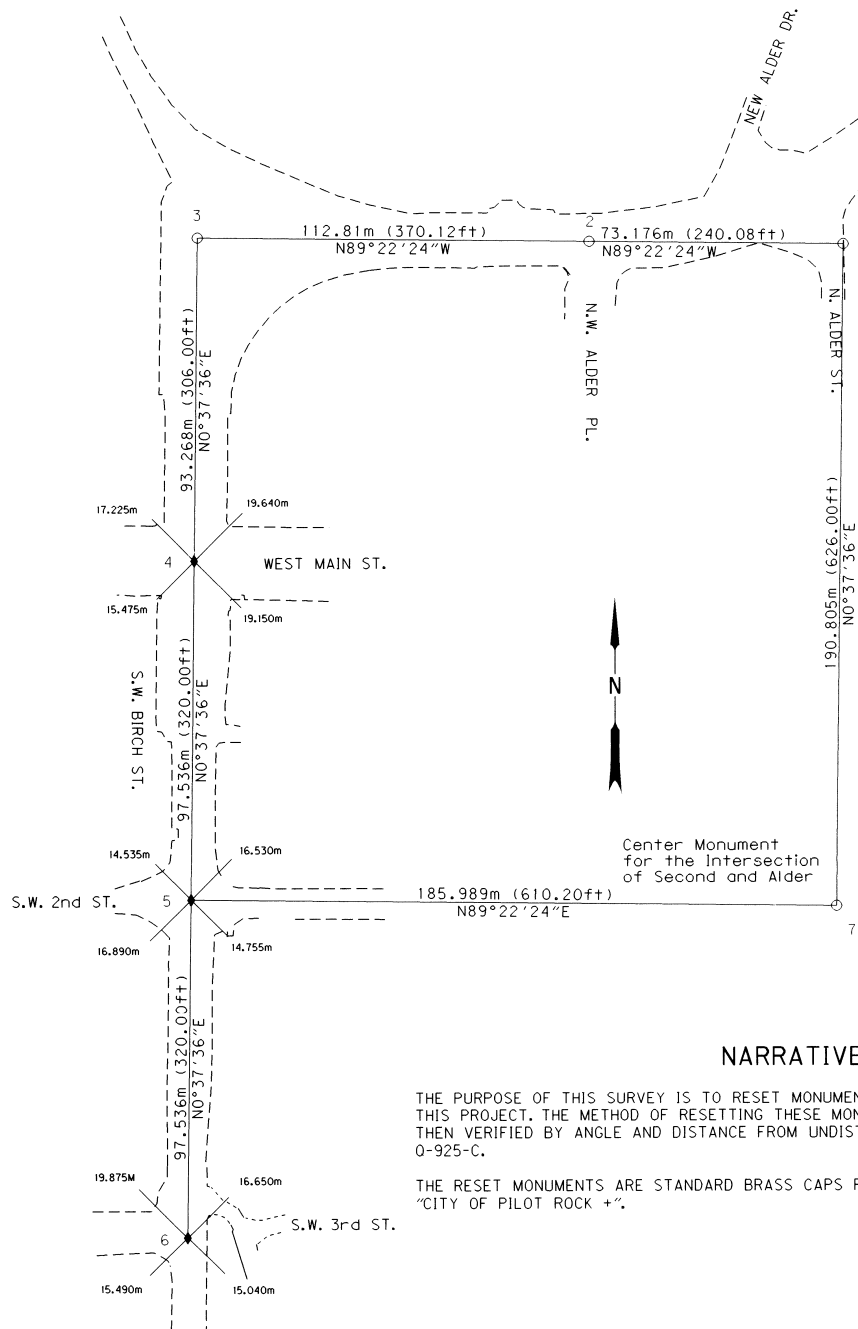 NEW ALDER DR.
3
112.81m (370.12ft)
N89°22'24"W
2
73.176m (240.08ft)
N89°22'24"W
N.W. ALDER PL.
N. ALDER ST.
93.268m (306.00ft)
N0°37'36"E
17.225m
19.640m
4
WEST MAIN ST.
15.475m
19.150m
190.805m (626.00ft)
N0°37'36"E
S.W. BIRCH ST.
97.536m (320.00ft)
N0°37'36"E
N
Center Monument
for the Intersection
of Second and Alder
14.535m
16.530m
S.W. 2nd ST.
5
185.989m (610.20ft)
N89°22'24"E
7
16.890m
14.755m
97.536m (320.00ft)
N0°37'36"E
NARRATIVE
THE PURPOSE OF THIS SURVEY IS TO RESET MONUMEN
THIS PROJECT. THE METHOD OF RESETTING THESE MON
THEN VERIFIED BY ANGLE AND DISTANCE FROM UNDIST
Q-925-C.
THE RESET MONUMENTS ARE STANDARD BRASS CAPS F
"CITY OF PILOT ROCK +".
19.875M
16.650m
S.W. 3rd ST.
6
15.490m
15.040m